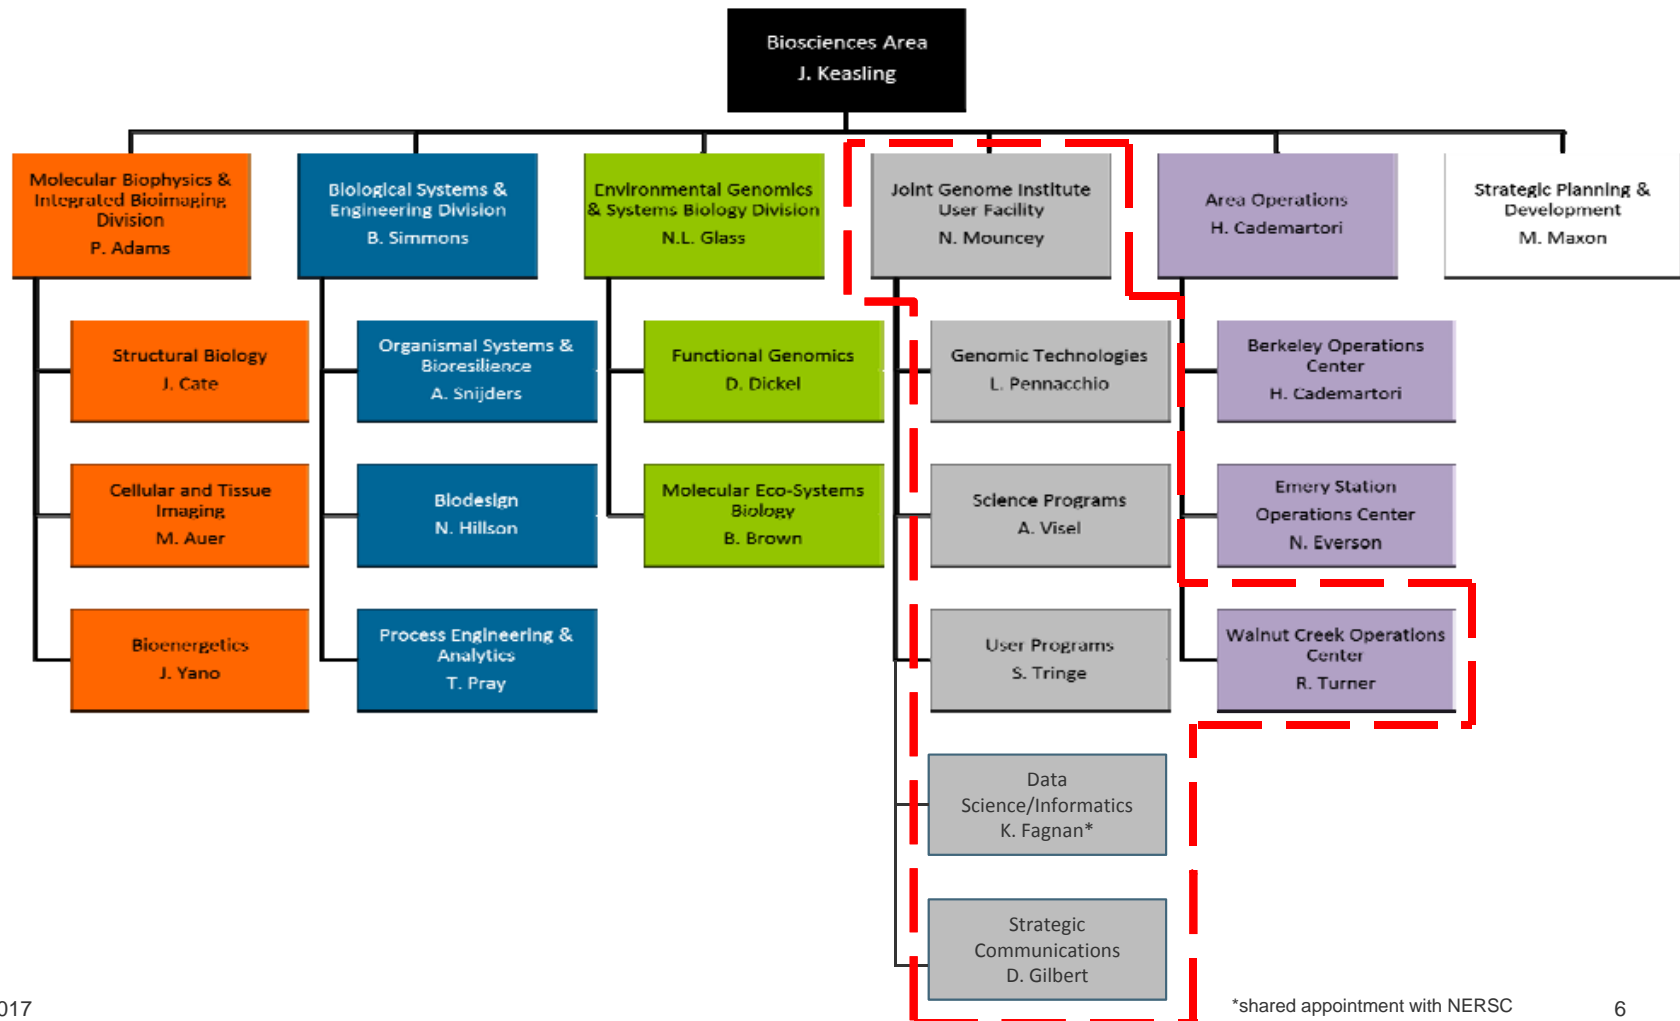 Biosciences Area
J. Keasling
Molecular Biophysics &
Integrated Bioimaging
Division
P. Adams
Biological Systems &
Engineering Division
B. Simmons
Environmental Genomics
& Systems Biology Division
N.L. Glass
Joint Genome Institute
User Facility
N. Mouncey
Area Operations
H. Cademartori
Strategic Planning &
Development
M. Maxon
Structural Biology
J. Cate
Organismal Systems &
Bioresilience
A. Snijders
Functional Genomics
D. Dickel
Genomic Technologies
L. Pennacchio
Berkeley Operations
Center
H. Cademartori
Cellular and Tissue
Imaging
M. Auer
Biodesign
N. Hillson
Molecular Eco-Systems
Biology
B. Brown
Science Programs
A. Visel
Emery Station
Operations Center
N. Everson
Bioenergetics
J. Yano
Process Engineering &
Analytics
T. Pray
User Programs
S. Tringe
Walnut Creek Operations
Center
R. Turner
Data
Science/Informatics
K. Fagnan*
Strategic
Communications
D. Gilbert
017
*shared appointment with NERSC
6